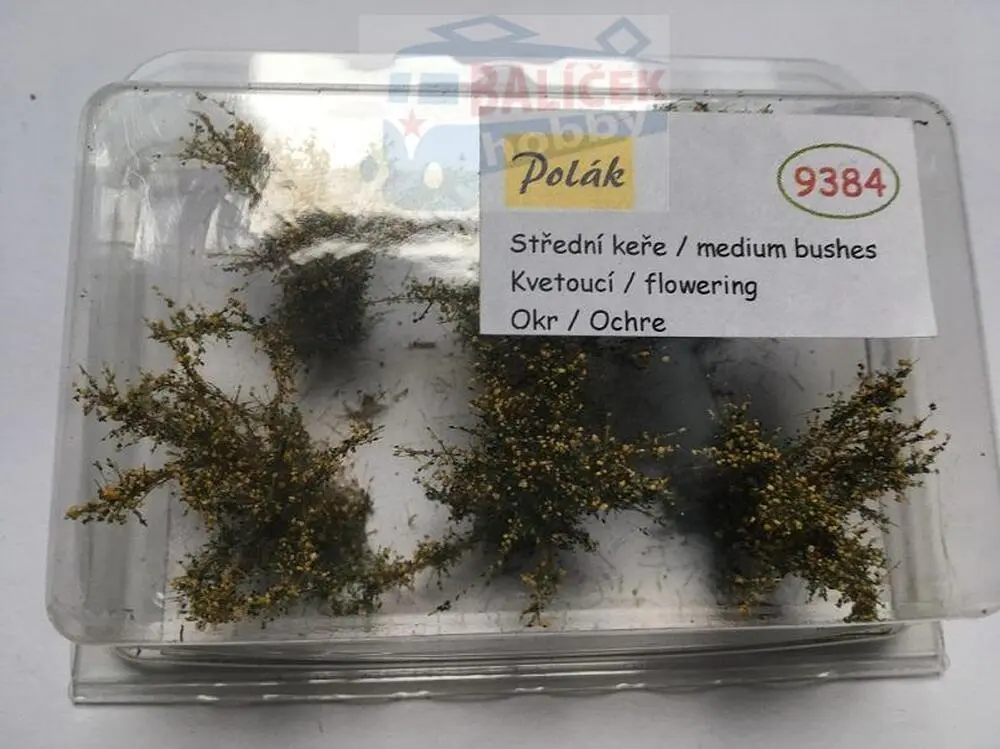 BALÍČEK
hobby
Polák
9384
Střední keře / medium bushes
Kvetoucí / flowering
Okr / Ochre